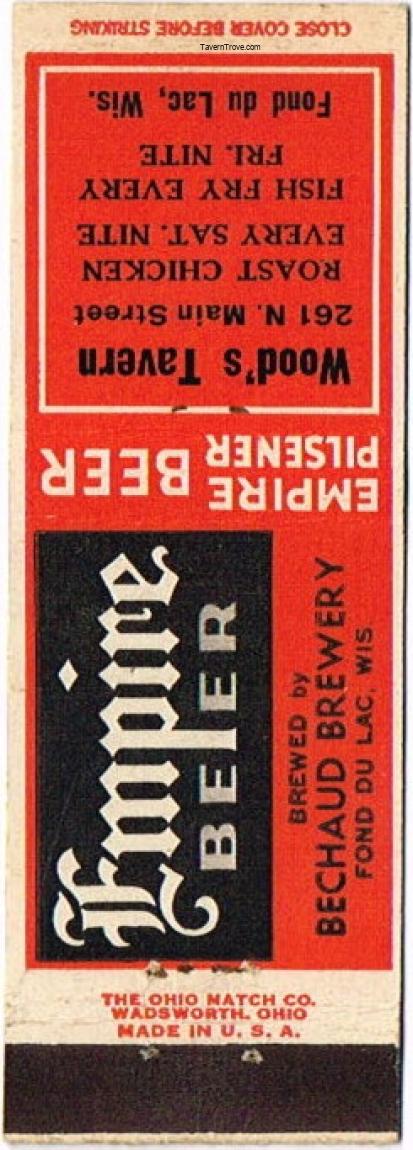 CLOSE COVER BEFORE STRIKING
TavernTrove.com
Wood's Tavern
261 N. Main Street
ROAST CHICKEN
EVERY SAT. NITE
FISH FRY EVERY
FRI. NITE
Fond du Lac, Wis.
EMPIRE
PILSENER
BEER
Empire
BEER
BREWED by
BECHAUD BREWERY
FOND DU LAC, WIS
THE OHIO MATCH CO.
WADSWORTH, OHIO
MADE IN U. S. A.